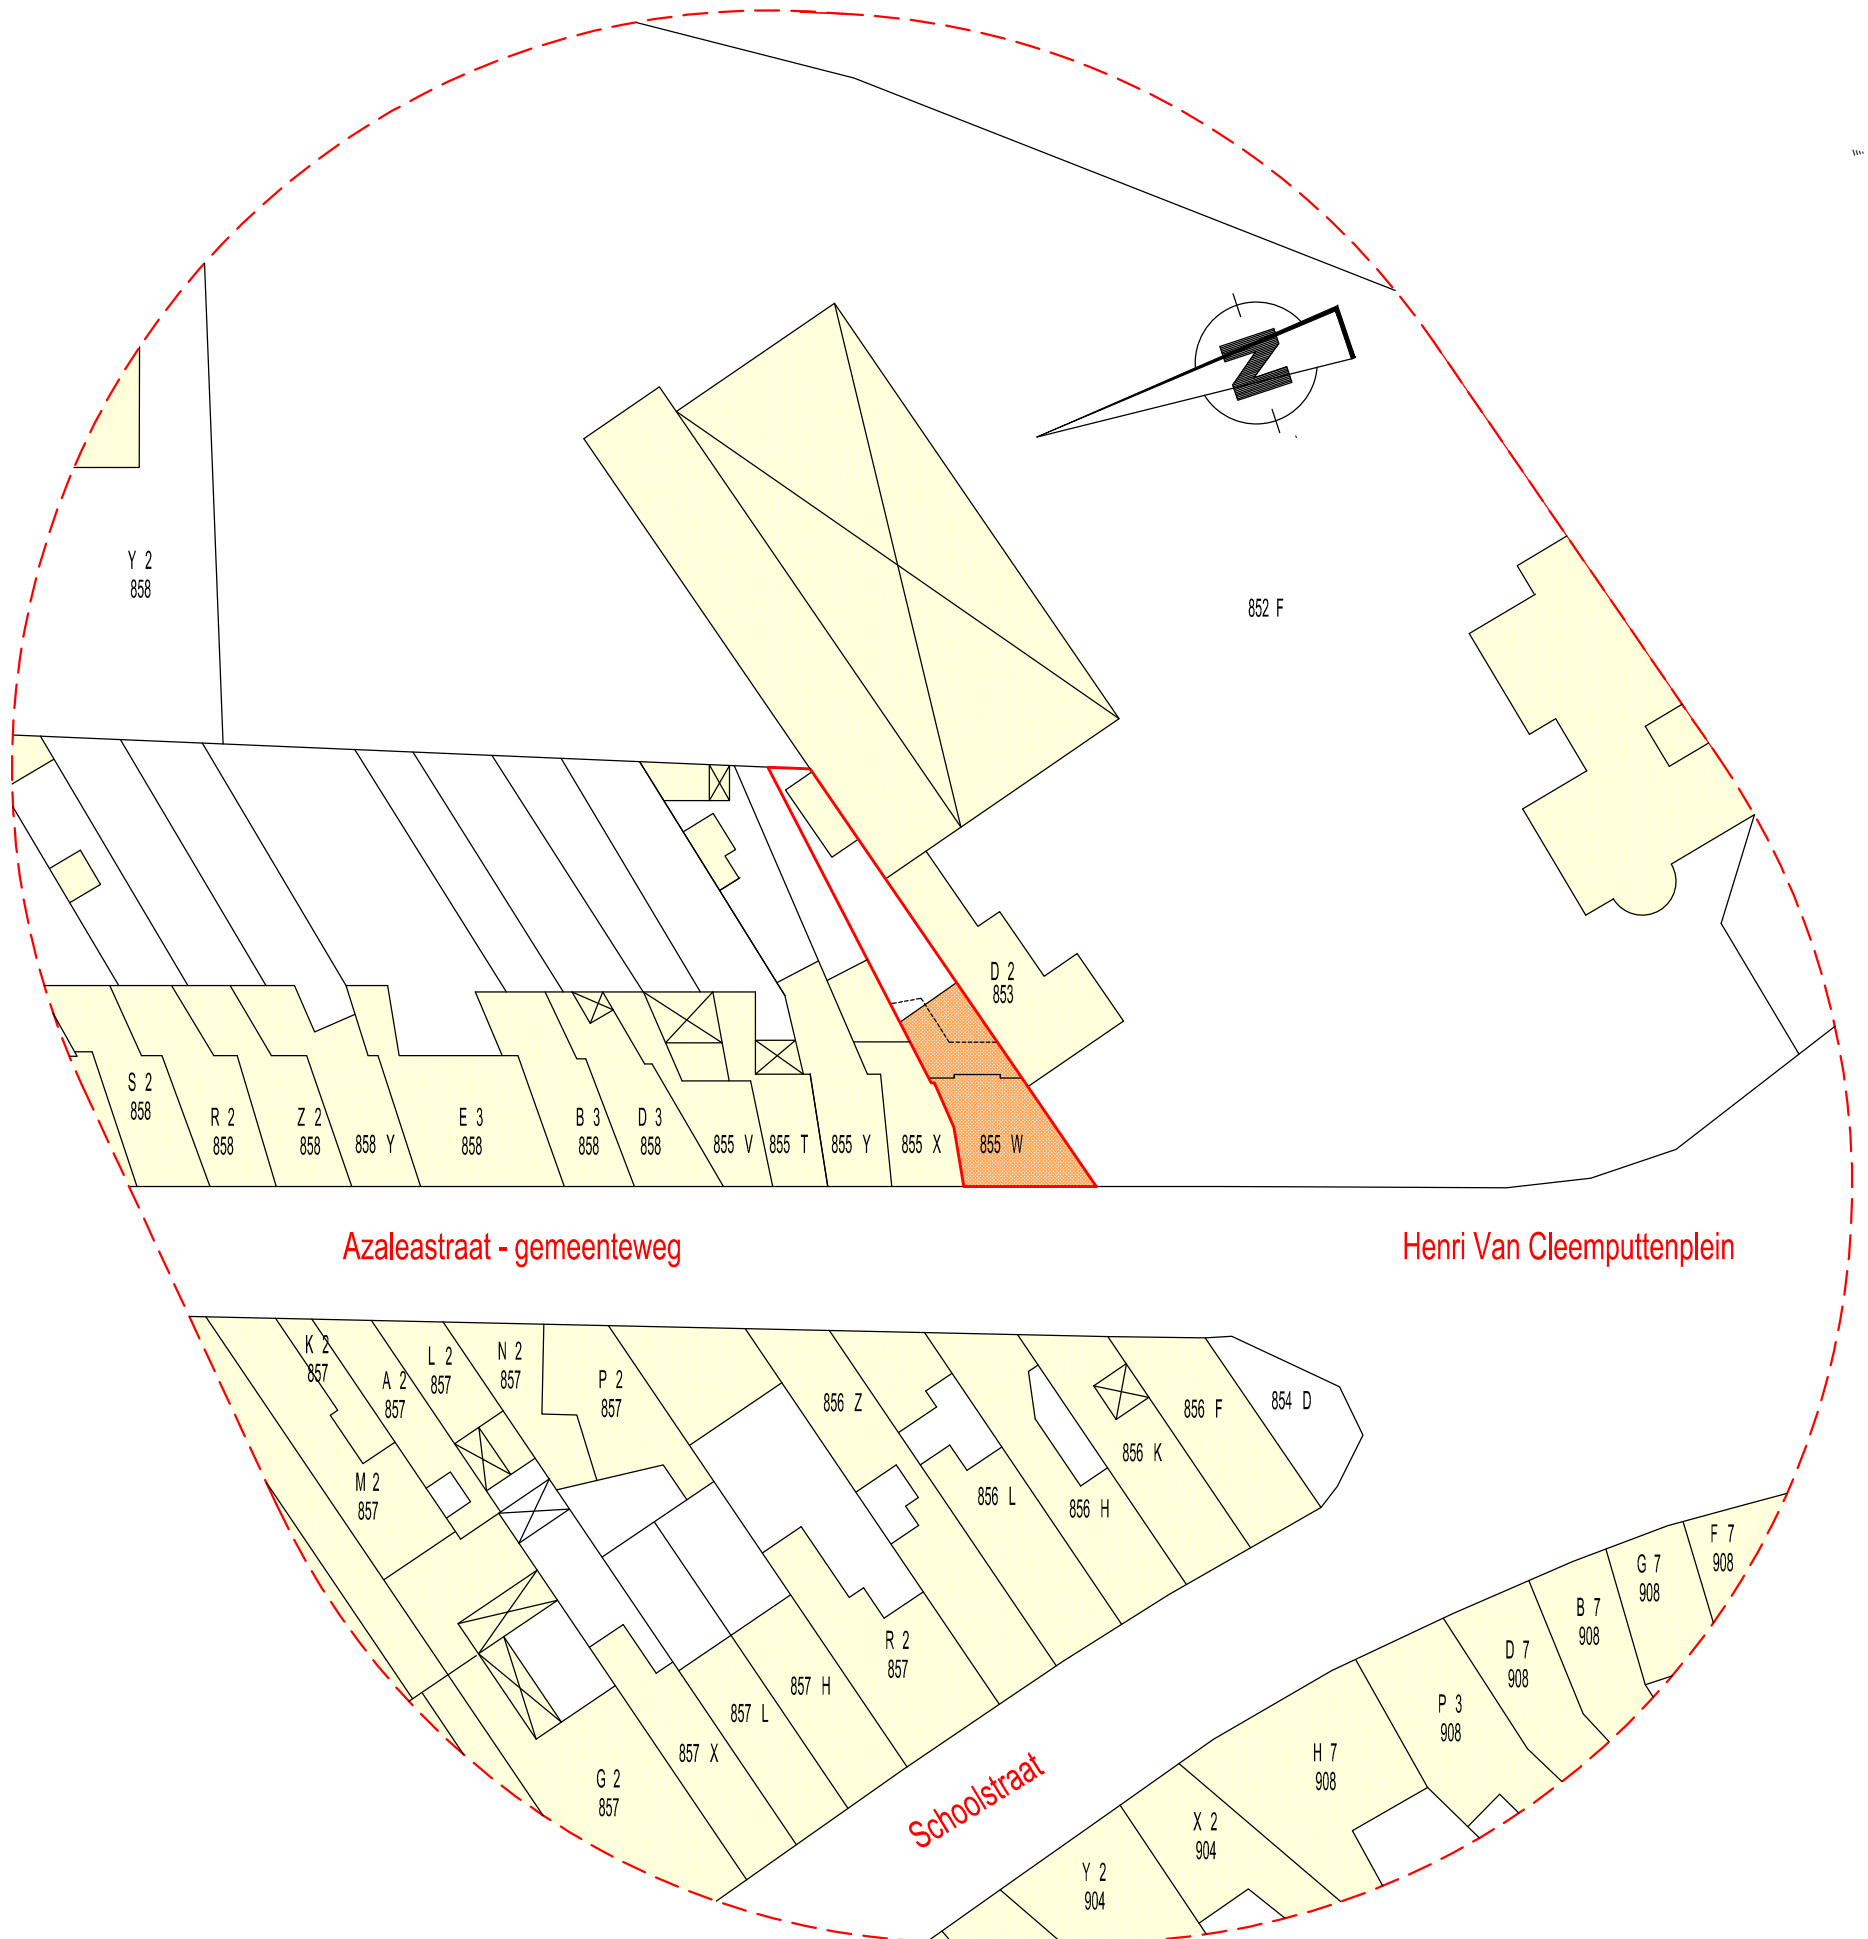 N
Y 2
858
852 F
D 2
853
S 2
858
R 2
858
Z 2
858
858 Y
E 3
858
B 3
858
D 3
858
855 V
855 T
855 Y
855 X
855 W
Azaleastraat - gemeenteweg
Henri Van Cleemputtenplein
K 2
857
A 2
857
L 2
857
N 2
857
P 2
857
M 2
857
856 Z
856 L
856 H
856 K
856 F
854 D
R 2
857
857 H
857 L
857 X
G 2
857
Schoolstraat
F 7
908
G 7
908
B 7
908
D 7
908
P 3
908
H 7
908
X 2
904
Y 2
904